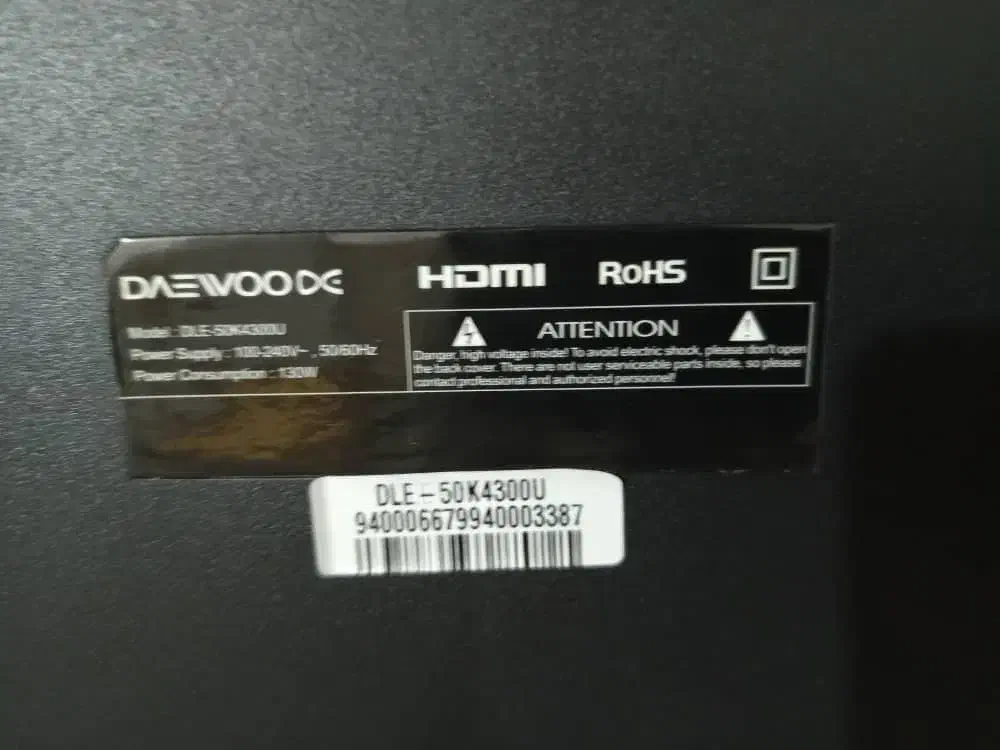 DAEWOO HDMI RoHS
Model : DLE-50K4300U
Power Supply : 100-240V~ , 50/60Hz
Power Consumption : 130W
ATTENTION
Danger, high voltage inside! To avoid electric shock, please don't open
the back cover. There are not user serviceable parts inside, so please
contact professional and authorized personnel!
DLE-50K4300U
940006679940003387